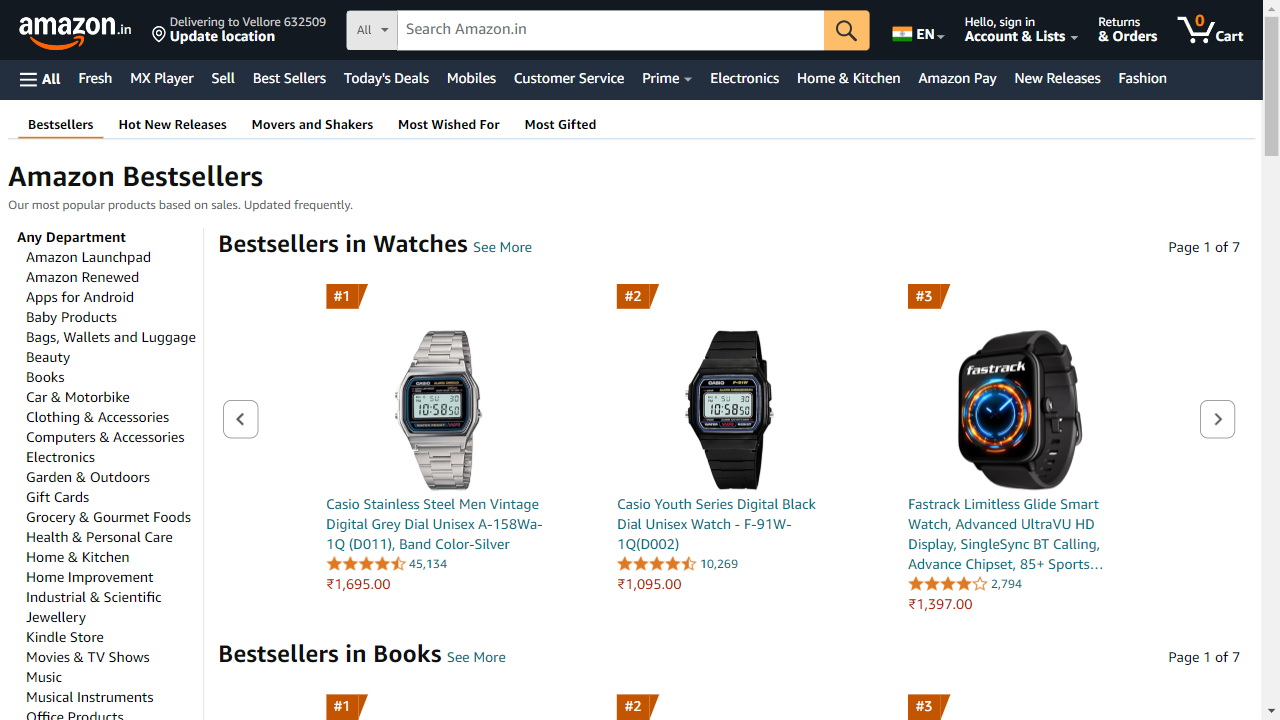 amazon.in
Delivering to Vellore 632509
Update location
All
Search Amazon.in
EN
Hello, sign in
Account & Lists
Returns
& Orders
0
Cart
All
Fresh
MX Player
Sell
Best Sellers
Today's Deals
Mobiles
Customer Service
Prime
Electronics
Home & Kitchen
Amazon Pay
New Releases
Fashion
Bestsellers
Hot New Releases
Movers and Shakers
Most Wished For
Most Gifted
Amazon Bestsellers
Our most popular products based on sales. Updated frequently.
Any Department
Amazon Launchpad
Amazon Renewed
Apps for Android
Baby Products
Bags, Wallets and Luggage
Beauty
Books
Car & Motorbike
Clothing & Accessories
Computers & Accessories
Electronics
Garden & Outdoors
Gift Cards
Grocery & Gourmet Foods
Health & Personal Care
Home & Kitchen
Home Improvement
Industrial & Scientific
Jewellery
Kindle Store
Movies & TV Shows
Music
Musical Instruments
Office Products
Bestsellers in Watches See More
Page 1 of 7
#1
CASIO
10:58 50
Casio Stainless Steel Men Vintage
Digital Grey Dial Unisex A-158Wa-
1Q (D011), Band Color-Silver
45,134
₹1,695.00
#2
CASIO F-91W
10:58 50
Casio Youth Series Digital Black
Dial Unisex Watch - F-91W-
1Q(D002)
10,269
₹1,095.00
#3
fastrack
Fastrack Limitless Glide Smart
Watch, Advanced UltraVU HD
Display, SingleSync BT Calling,
Advance Chipset, 85+ Sports…
2,794
₹1,397.00
Bestsellers in Books See More
Page 1 of 7
#1
#2
#3